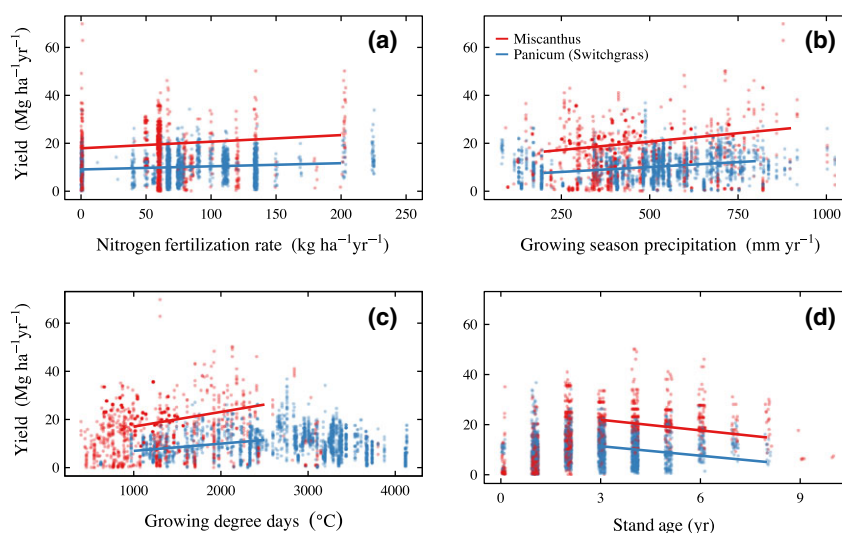 (a)
Yield (Mg ha⁻¹yr⁻¹)
60
40
20
0
0 50 100 150 200 250
Nitrogen fertilization rate (kg ha⁻¹yr⁻¹)
(b)
Miscanthus
Panicum (Switchgrass)
60
40
20
0
250 500 750 1000
Growing season precipitation (mm yr⁻¹)
(c)
Yield (Mg ha⁻¹yr⁻¹)
60
40
20
0
1000 2000 3000 4000
Growing degree days (°C)
(d)
60
40
20
0
0 3 6 9
Stand age (yr)